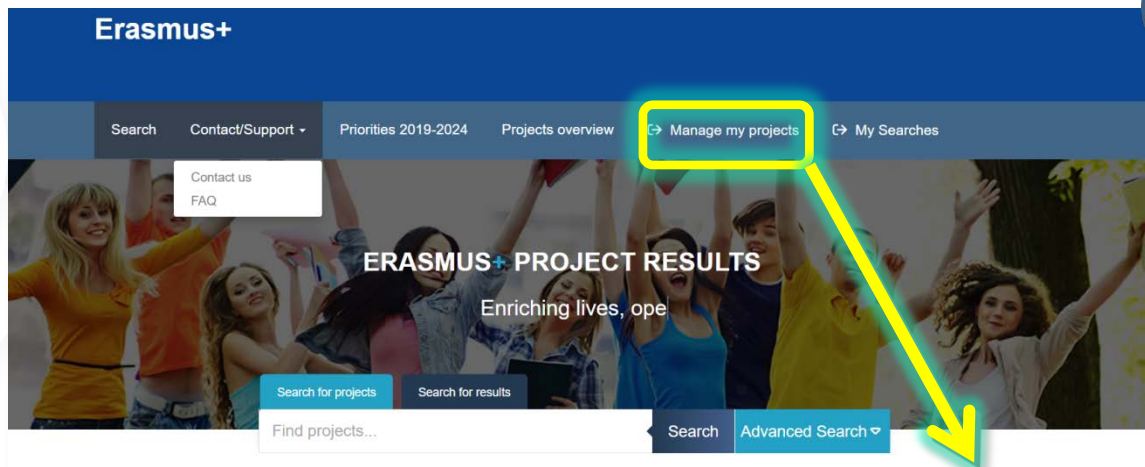 Erasmus+
Search Contact/Support Priorities 2019-2024 Projects overview Manage my projects My Searches
Contact us
FAQ
ERASMUS+ PROJECT RESULTS
Enriching lives, ope
Search for projects Search for results
Find projects... Search Advanced Search